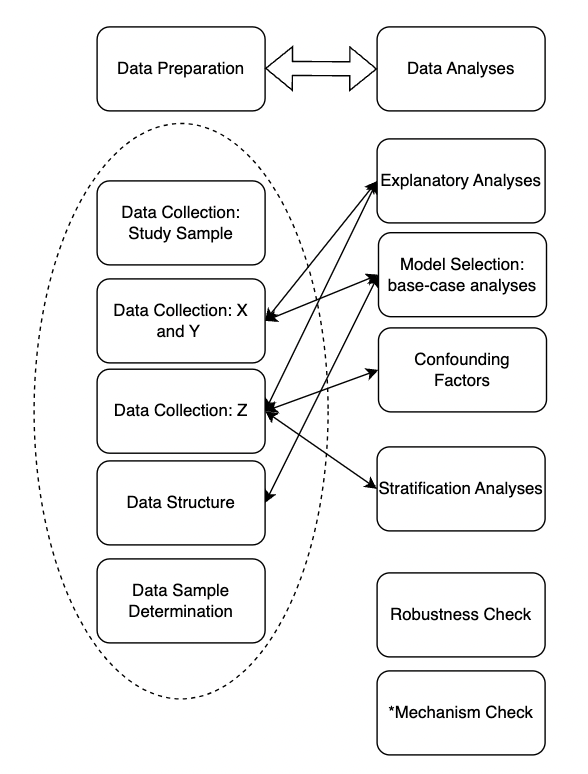 Data Preparation
Data Analyses
Data Collection:
Study Sample
Data Collection: X
and Y
Data Collection: Z
Data Structure
Data Sample
Determination
Explanatory Analyses
Model Selection:
base-case analyses
Confounding
Factors
Stratification Analyses
Robustness Check
*Mechanism Check